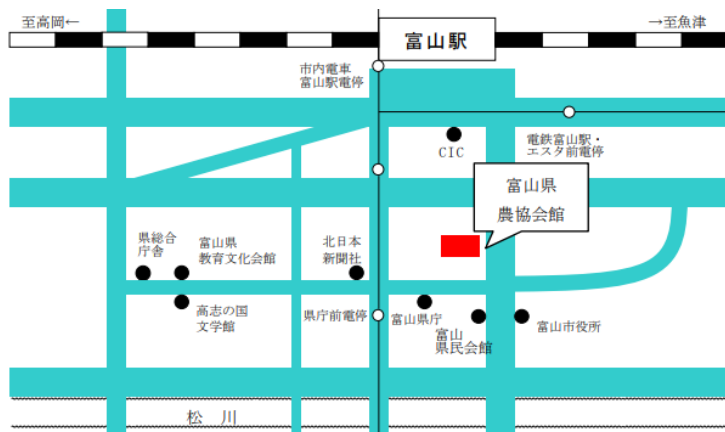 至高岡←
富山駅
→至魚津
市内電車
富山駅電停
CIC
電鉄富山駅・
エスタ前電停
富山県
農協会館
県総合
庁舎
富山県
教育文化会館
北日本
新聞社
高志の国
文学館
県庁前電停
富山県庁
富山
県民会館
富山市役所
松川